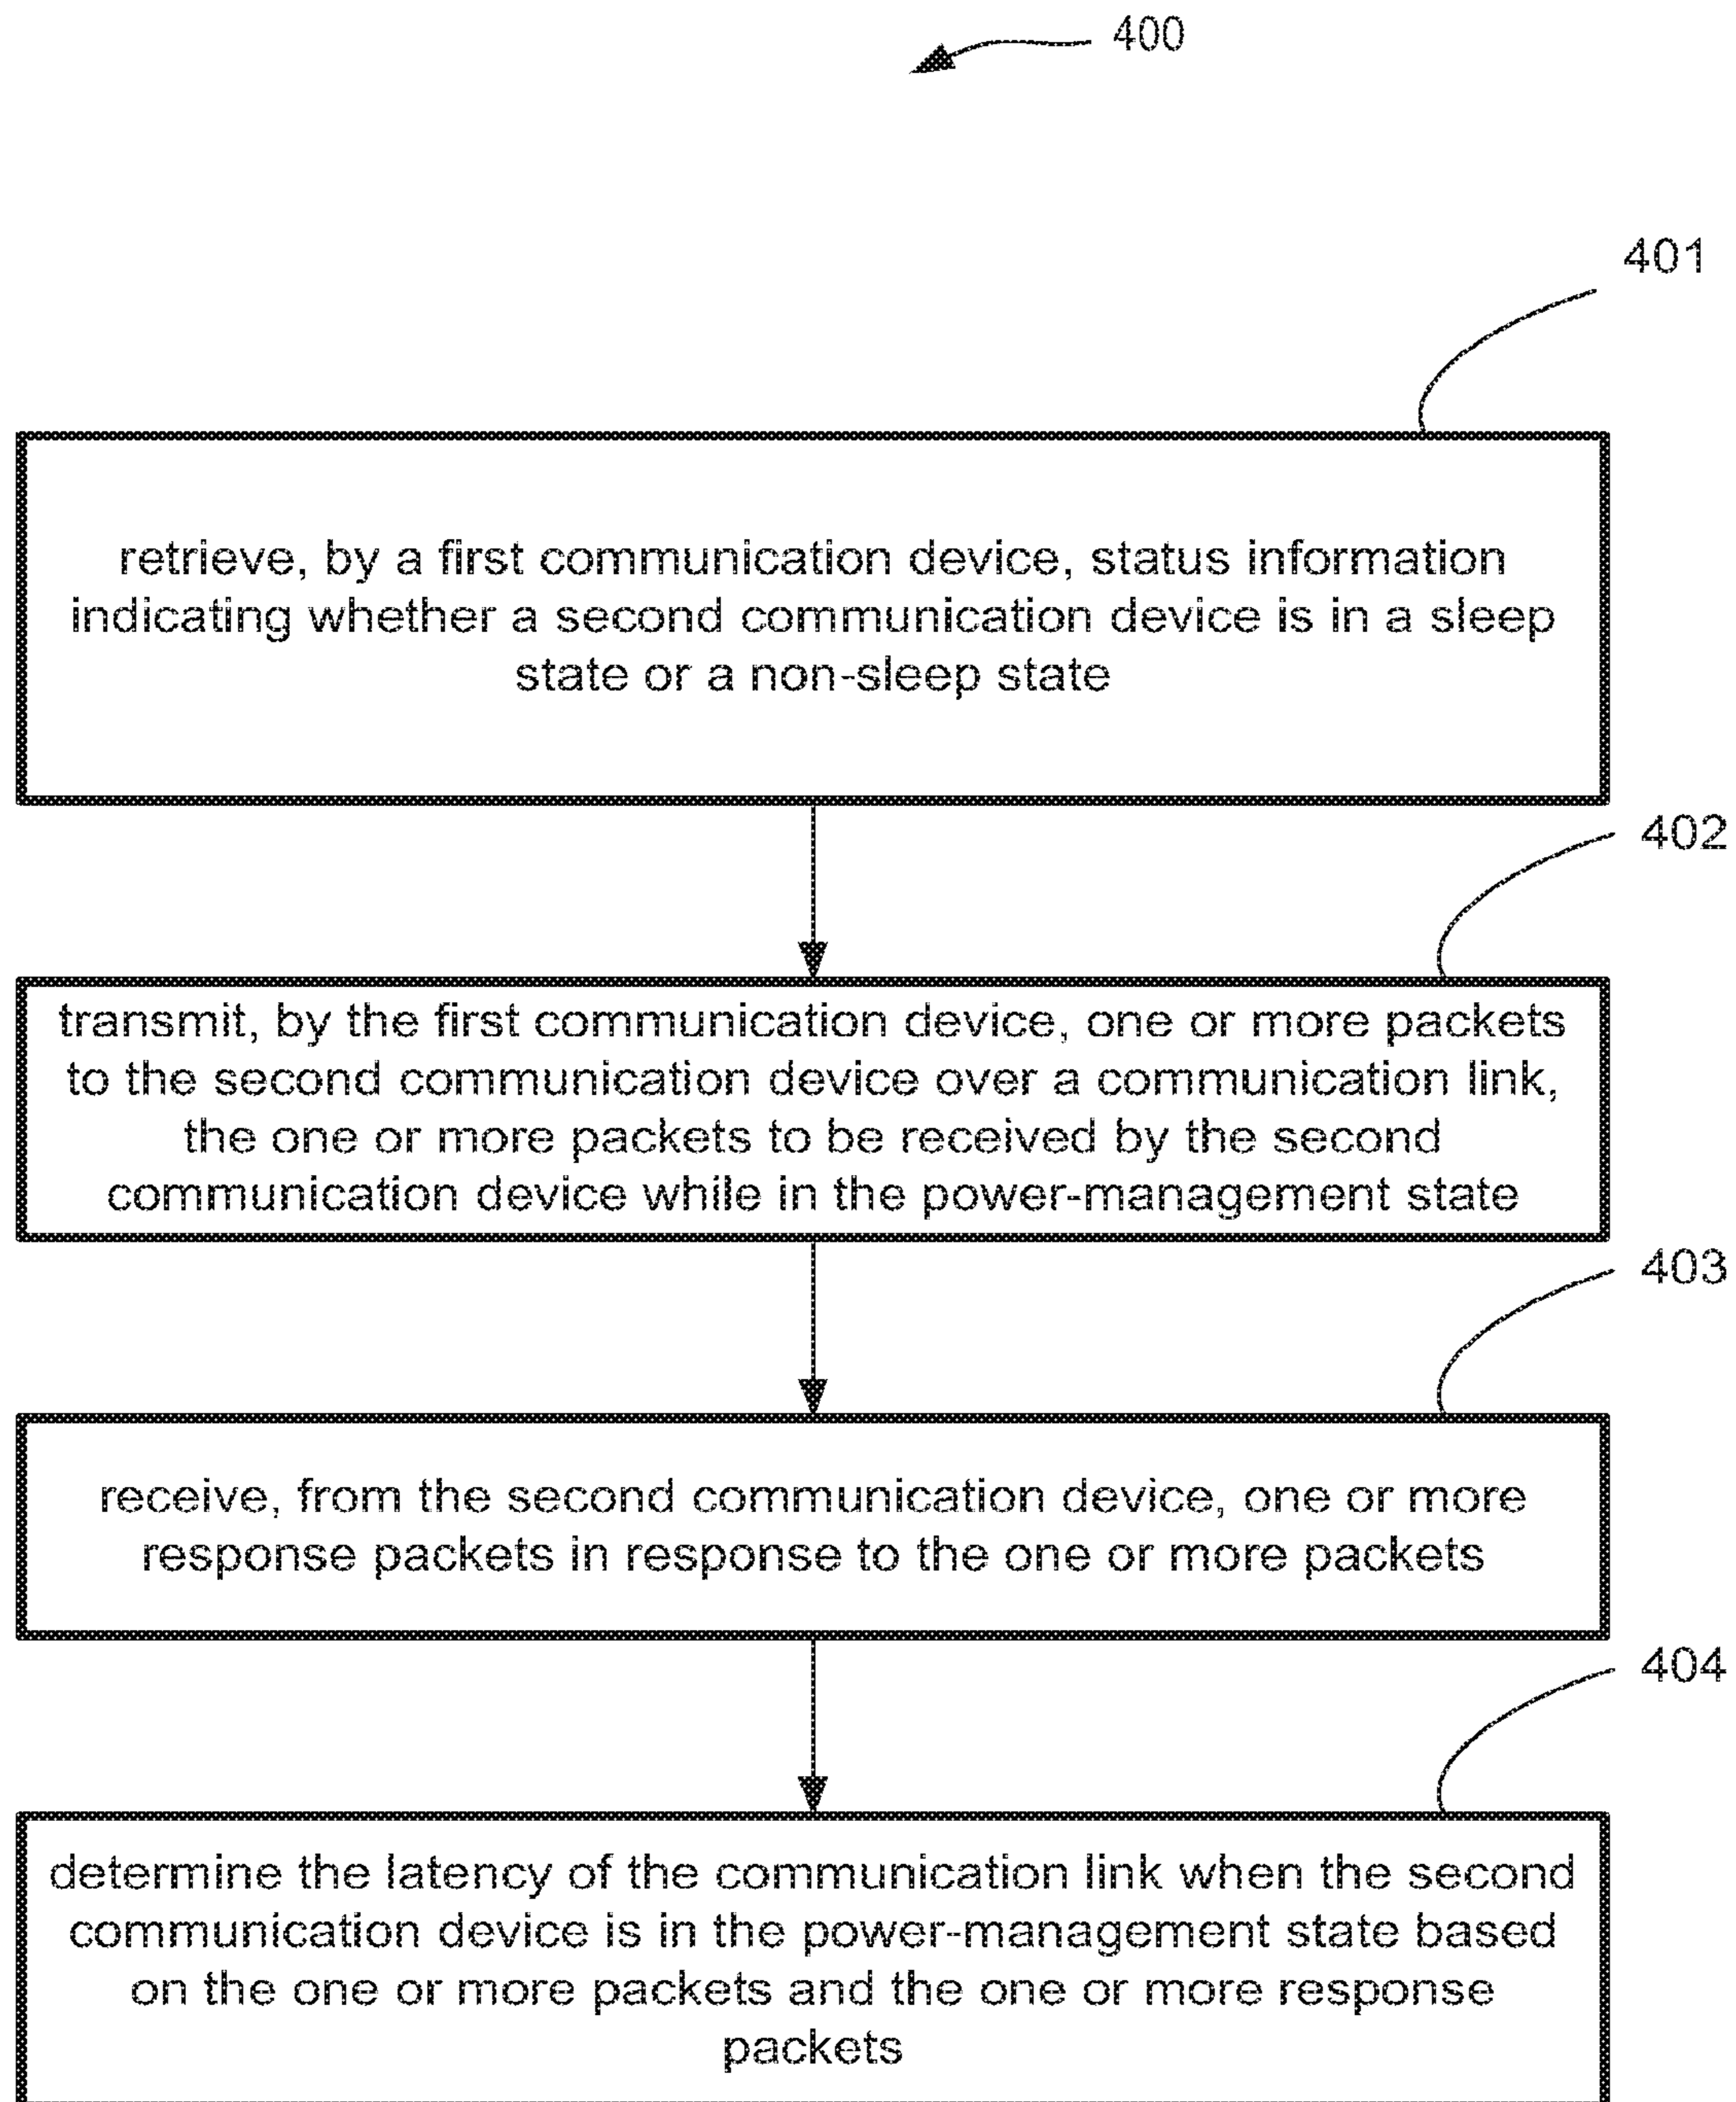 400
401
retrieve, by a first communication device, status information
indicating whether a second communication device is in a sleep
state or a non-sleep state
402
transmit, by the first communication device, one or more packets
to the second communication device over a communication link,
the one or more packets to be received by the second
communication device while in the power-management state
403
receive, from the second communication device, one or more
response packets in response to the one or more packets
404
determine the latency of the communication link when the second
communication device is in the power-management state based
on the one or more packets and the one or more response
packets